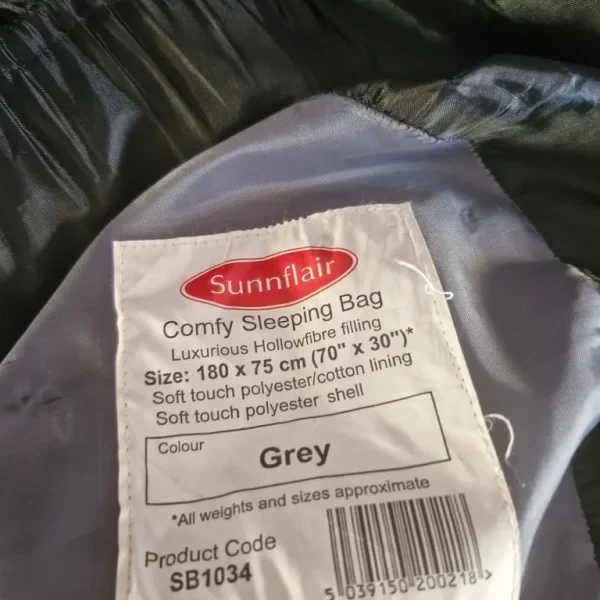 Sunnflair
Comfy Sleeping Bag
Luxurious Hollowfibre filling
Size: 180 x 75 cm (70" x 30")*
Soft touch polyester/cotton lining
Soft touch polyester shell
Colour
Grey
*All weights and sizes approximate
Product Code
SB1034
5 039150 200218 >